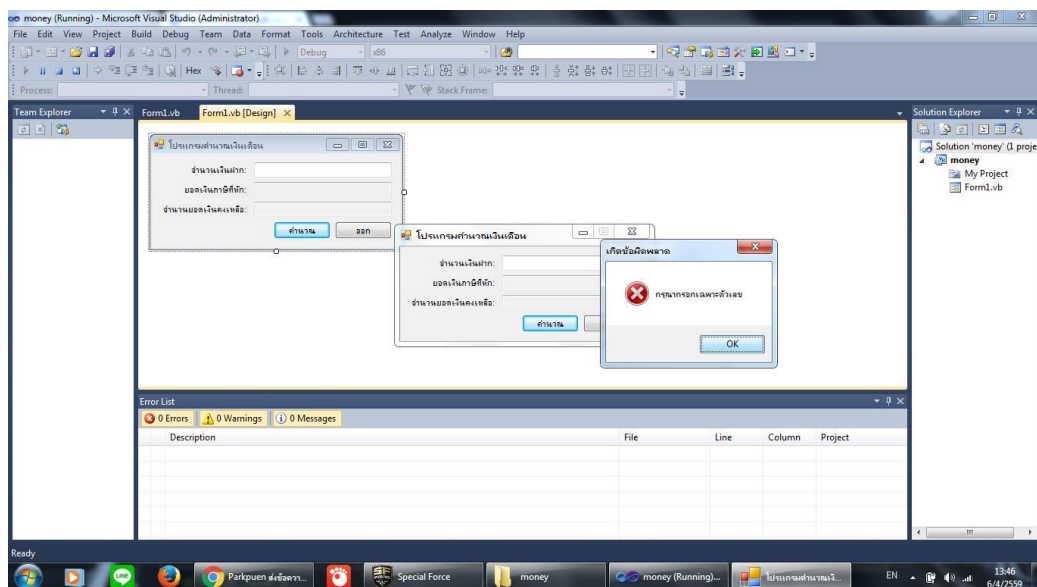 money (Running) - Microsoft Visual Studio (Administrator)
File Edit View Project Build Debug Team Data Format Tools Architecture Test Analyze Window Help
Debug x86
Hex
Process: Thread: Stack Frame:
Team Explorer
Form1.vb Form1.vb [Design]
Solution Explorer
Solution 'money' (1 proje
money
My Project
Form1.vb
โปรแกรมคำนวณเงินเดือน
จำนวนเงินฝาก:
ยอดเงินภาษีที่หัก:
จำนวนยอดเงินคงเหลือ:
คำนวณ ออก
โปรแกรมคำนวณเงินเดือน
จำนวนเงินฝาก:
ยอดเงินภาษีที่หัก:
จำนวนยอดเงินคงเหลือ:
คำนวณ
เกิดข้อผิดพลาด
กรุณากรอกเฉพาะตัวเลข
OK
Error List
0 Errors 0 Warnings 0 Messages
Description File Line Column Project
Ready
LINE Parkpuen ส่งข้อควา... Special Force money money (Running)... โปรแกรมคำนวณเงิ... EN 13:46
6/4/2559